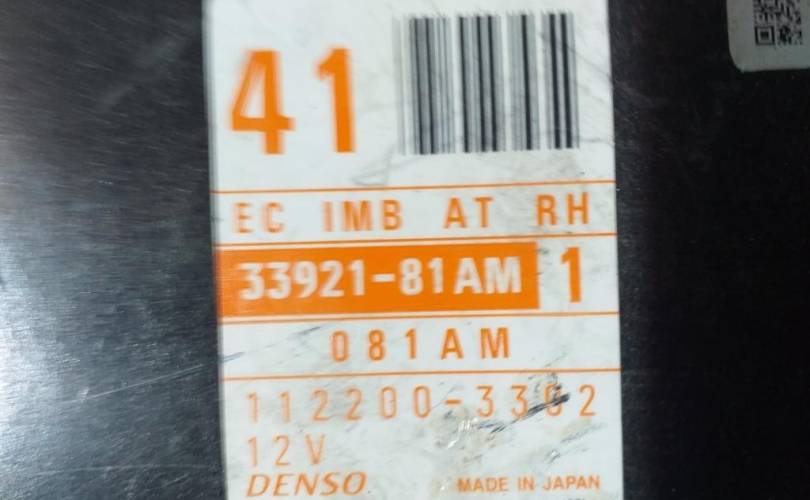 41
EC IMB AT RH
33921-81AM 1
081AM
112200-3302
12V
DENSO MADE IN JAPAN